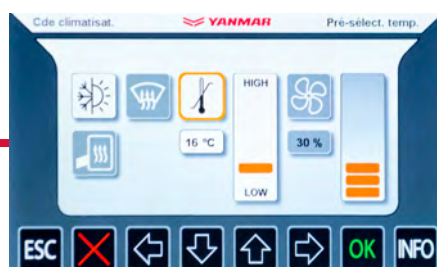 Cde climatisat.
YANMAR
Pré-sélect. temp.
HIGH
16 °C
30 %
LOW
ESC
OK
INFO